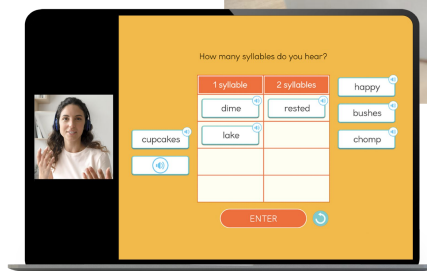 How many syllables do you hear?
1 syllable 2 syllables
happy
dime rested
bushes
lake
cupcakes
chomp
ENTER